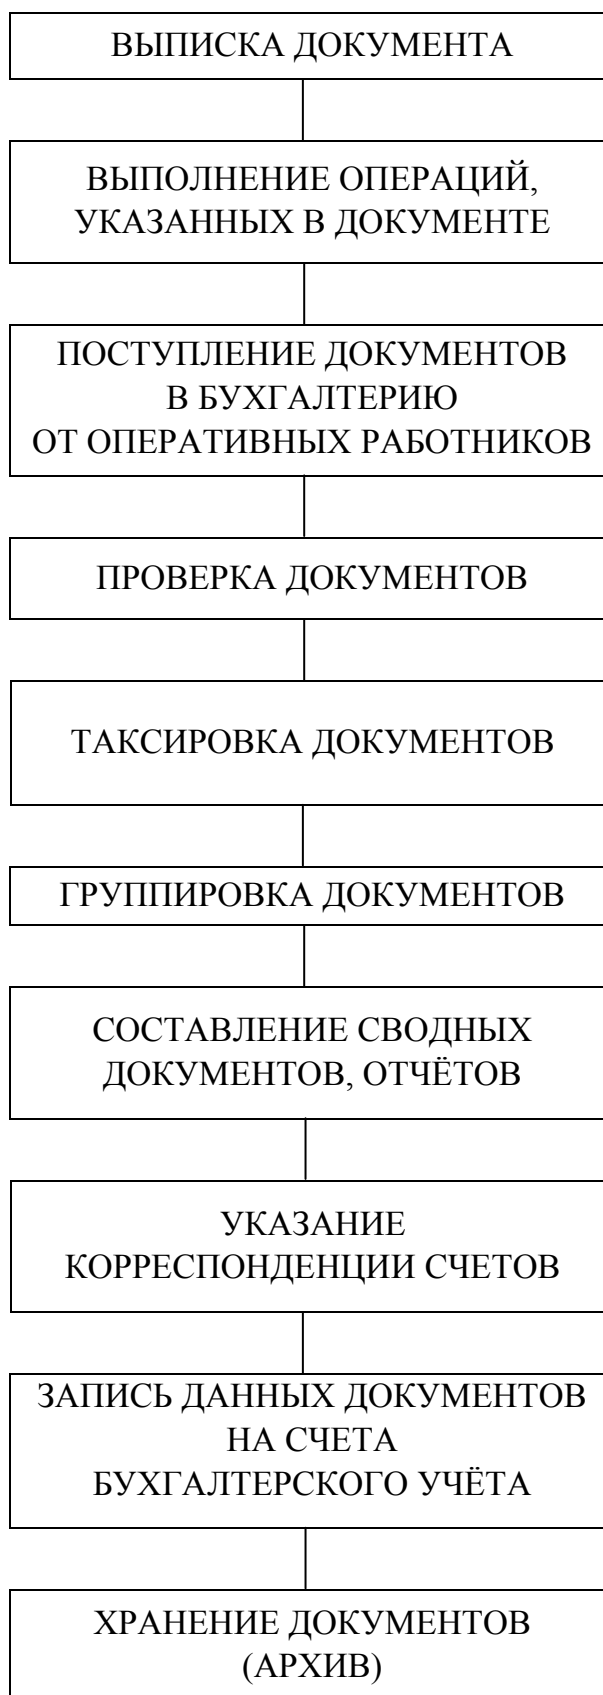 ВЫПИСКА ДОКУМЕНТА
ВЫПОЛНЕНИЕ ОПЕРАЦИЙ,
УКАЗАННЫХ В ДОКУМЕНТЕ
ПОСТУПЛЕНИЕ ДОКУМЕНТОВ
В БУХГАЛТЕРИЮ
ОТ ОПЕРАТИВНЫХ РАБОТНИКОВ
ПРОВЕРКА ДОКУМЕНТОВ
ТАКСИРОВКА ДОКУМЕНТОВ
ГРУППИРОВКА ДОКУМЕНТОВ
СОСТАВЛЕНИЕ СВОДНЫХ
ДОКУМЕНТОВ, ОТЧЁТОВ
УКАЗАНИЕ
КОРРЕСПОНДЕНЦИИ СЧЕТОВ
ЗАПИСЬ ДАННЫХ ДОКУМЕНТОВ
НА СЧЕТА
БУХГАЛТЕРСКОГО УЧЁТА
ХРАНЕНИЕ ДОКУМЕНТОВ
(АРХИВ)